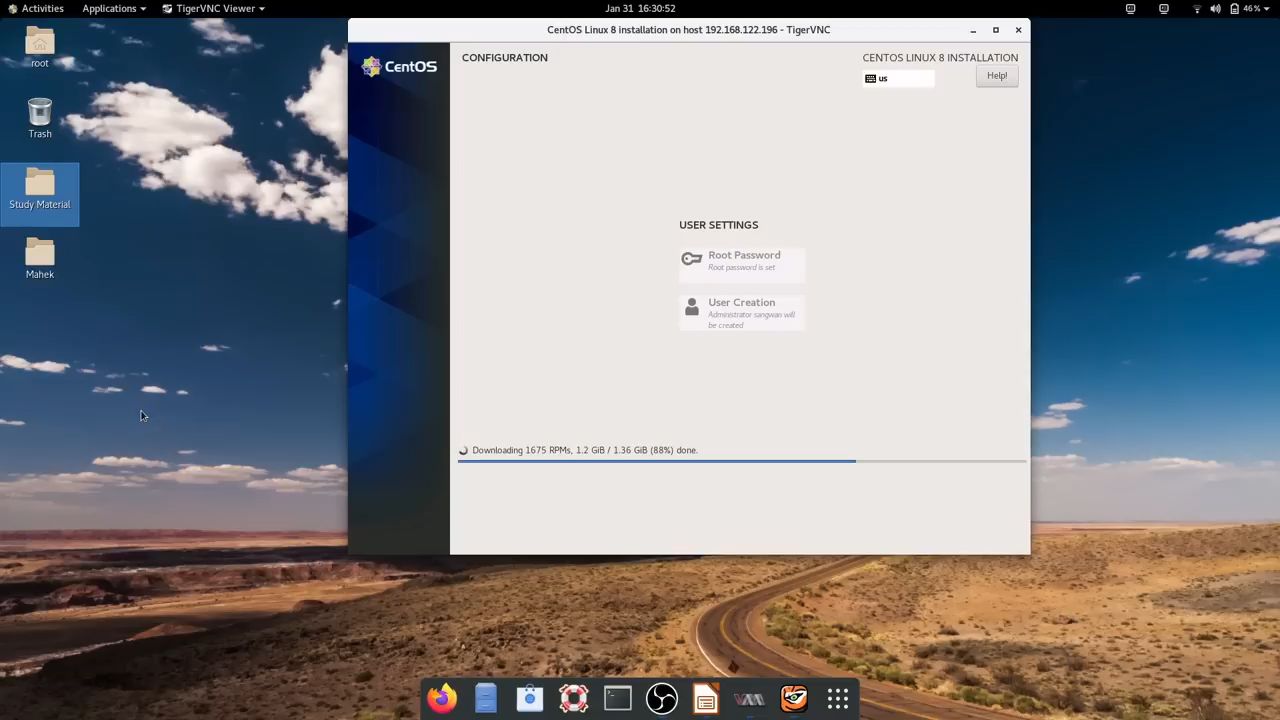 Activities
Applications
TigerVNC Viewer
Jan 31 16:30:52
46%
root
Trash
Study Material
Mahek
CentOS Linux 8 installation on host 192.168.122.196 - TigerVNC
CentOS
CONFIGURATION
CENTOS LINUX 8 INSTALLATION
us
Help!
USER SETTINGS
Root Password
Root password is set
User Creation
Administrator sangwan will
be created
Downloading 1675 RPMs, 1.2 GiB / 1.36 GiB (88%) done.